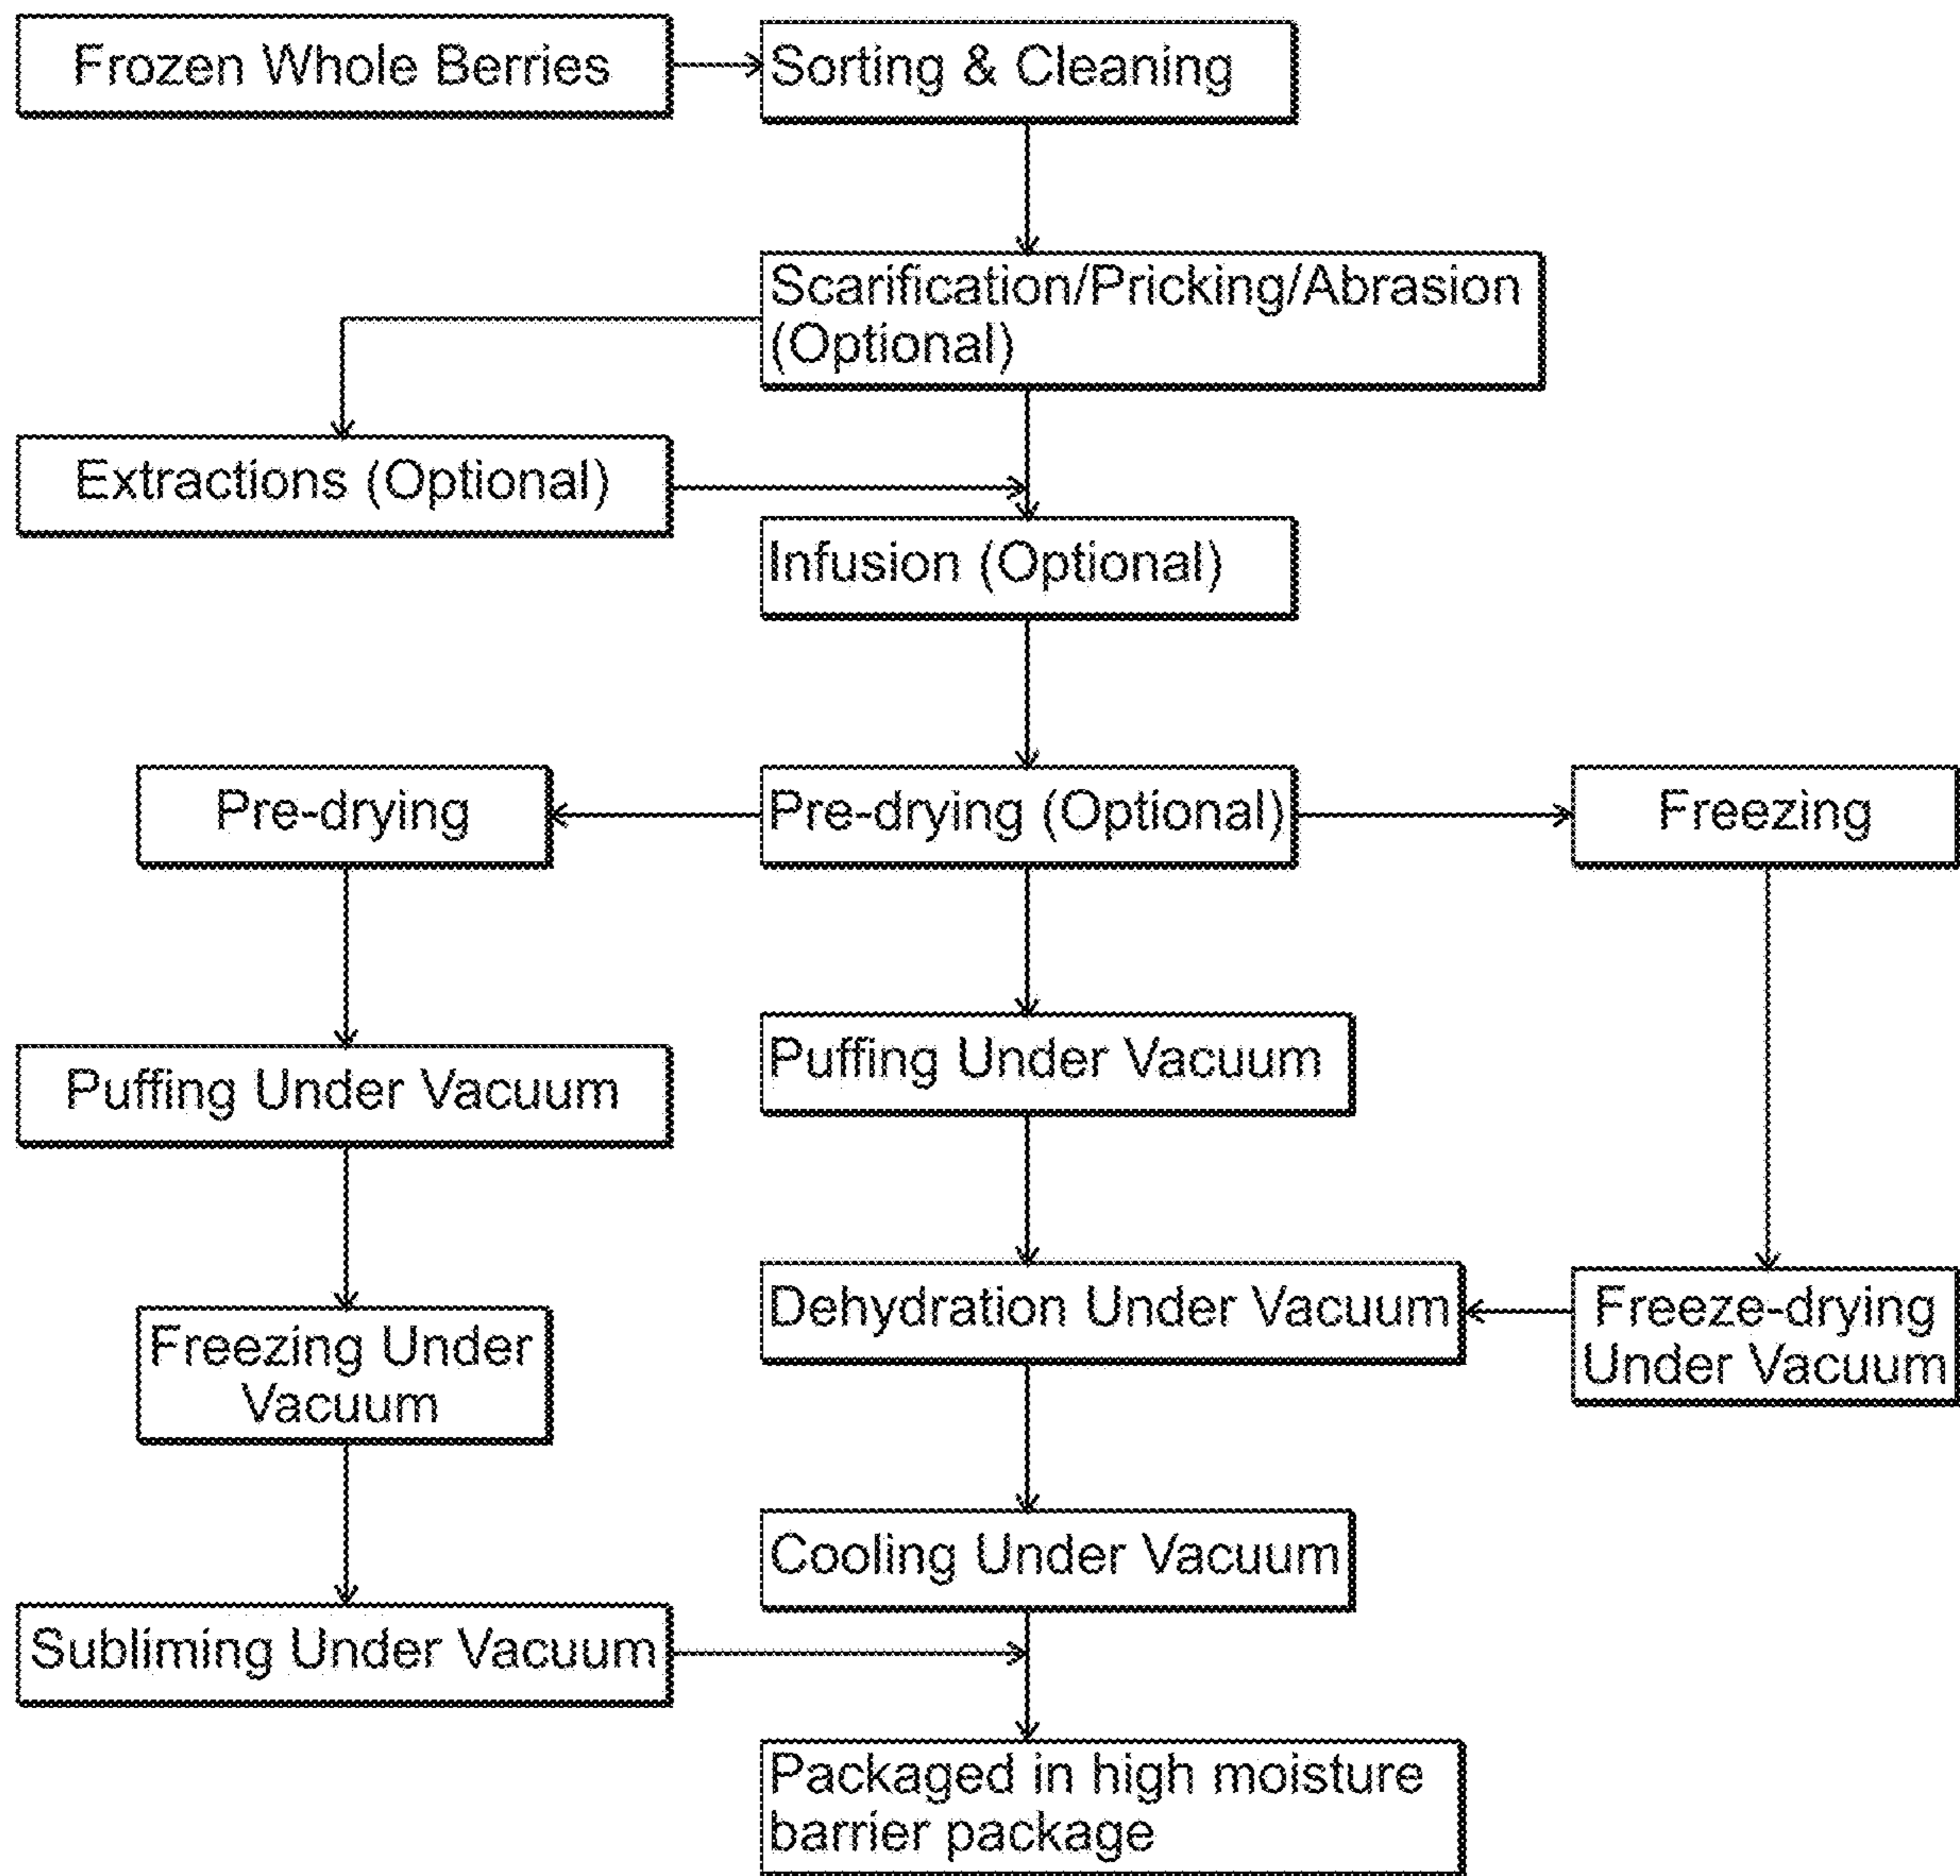 Frozen Whole Berries
Sorting & Cleaning
Scarification/Pricking/Abrasion
(Optional)
Extractions (Optional)
Infusion (Optional)
Pre-drying
Pre-drying (Optional)
Freezing
Puffing Under Vacuum
Puffing Under Vacuum
Dehydration Under Vacuum
Freeze-drying
Under Vacuum
Freezing Under
Vacuum
Cooling Under Vacuum
Subliming Under Vacuum
Packaged in high moisture
barrier package